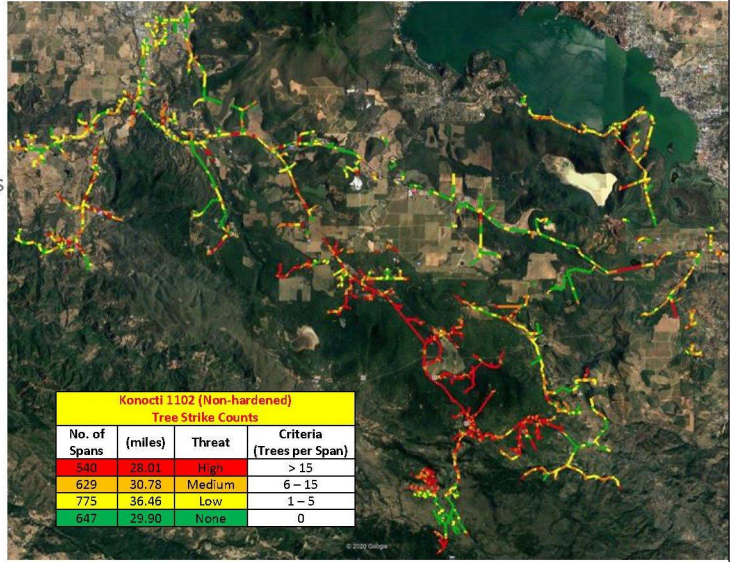 Konocti 1102 (Non-hardened)
Tree Strike Counts
No. of Spans (miles) Threat Criteria (Trees per Span)
540 28.01 High > 15
629 30.78 Medium 6 – 15
775 36.46 Low 1 – 5
647 29.90 None 0
© 2020 Google